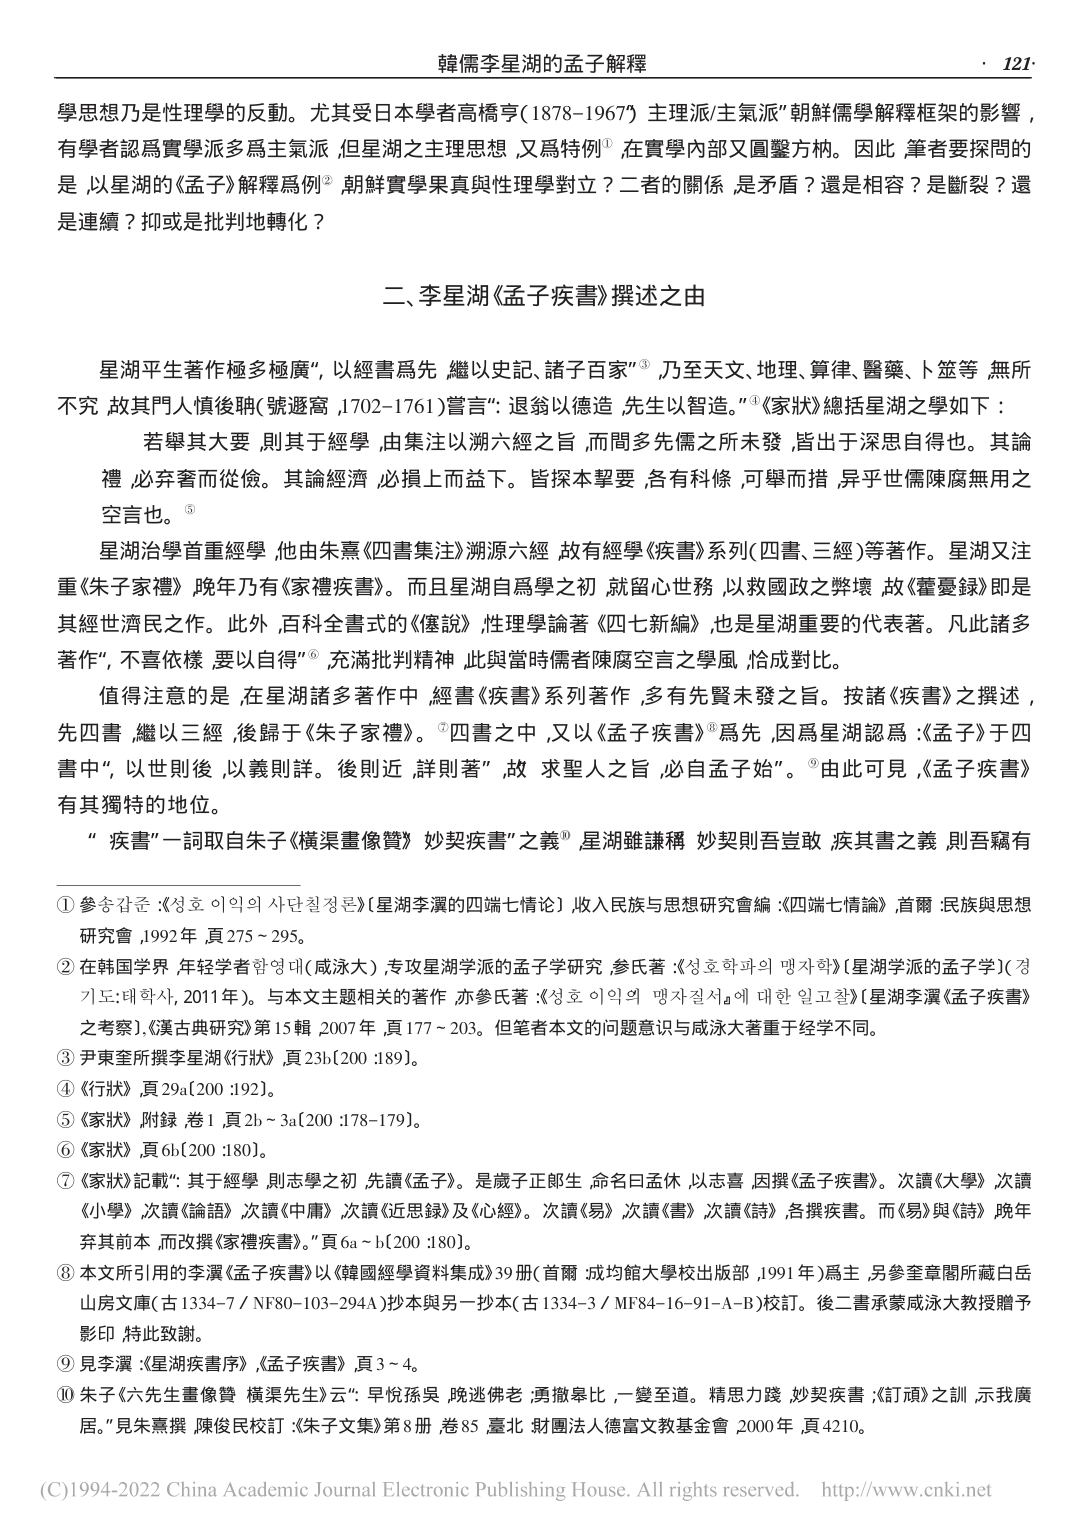 韓儒李星湖的孟子解釋 · 121·
學思想乃是性理學的反動。尤其受日本學者高橋亨(1878–1967)“主理派/主氣派”朝鮮儒學解釋框架的影響，
有學者認爲實學派多爲主氣派，但星湖之主理思想，又爲特例①，在實學內部又圓鑿方枘。因此，筆者要探問的
是，以星湖的《孟子》解釋爲例②，朝鮮實學果真與性理學對立？二者的關係，是矛盾？還是相容？是斷裂？還
是連續？抑或是批判地轉化？
二、李星湖《孟子疾書》撰述之由
星湖平生著作極多極廣，“以經書爲先，繼以史記、諸子百家”③，乃至天文、地理、算律、醫藥、卜筮等，無所
不究，故其門人慎後聃(號遯窩，1702–1761)嘗言：“退翁以德造，先生以智造。”④《家狀》總括星湖之學如下：
若舉其大要，則其于經學，由集注以溯六經之旨，而間多先儒之所未發，皆出于深思自得也。其論
禮，必弃奢而從儉。其論經濟，必損上而益下。皆探本挈要，各有科條，可舉而措，异乎世儒陳腐無用之
空言也。⑤
星湖治學首重經學，他由朱熹《四書集注》溯源六經，故有經學《疾書》系列(四書、三經)等著作。星湖又注
重《朱子家禮》，晚年乃有《家禮疾書》。而且星湖自爲學之初，就留心世務，以救國政之弊壞，故《藿憂録》即是
其經世濟民之作。此外，百科全書式的《僿說》，性理學論著《四七新編》，也是星湖重要的代表著。凡此諸多
著作，“不喜依樣，要以自得”⑥，充滿批判精神，此與當時儒者陳腐空言之學風，恰成對比。
值得注意的是，在星湖諸多著作中，經書《疾書》系列著作，多有先賢未發之旨。按諸《疾書》之撰述，
先四書，繼以三經，後歸于《朱子家禮》。⑦四書之中，又以《孟子疾書》⑧爲先，因爲星湖認爲：《孟子》于四
書中，“以世則後，以義則詳。後則近，詳則著”，故“求聖人之旨，必自孟子始”。⑨由此可見，《孟子疾書》
有其獨特的地位。
“疾書”一詞取自朱子《橫渠畫像贊》“妙契疾書”之義⑩，星湖雖謙稱“妙契則吾豈敢，疾其書之義，則吾竊有
① 參송갑준：《성호 이익의 사단칠정론》〔星湖李瀷的四端七情论〕，收入民族与思想研究會編：《四端七情論》，首爾：民族與思想
研究會，1992年，頁275～295。
② 在韩国学界，年轻学者함영대(咸泳大)，专攻星湖学派的孟子学研究，參氏著：《성호학파의 맹자학》〔星湖学派的孟子学〕(경
기도:태학사, 2011年)。与本文主題相关的著作，亦參氏著：《성호 이익의 『맹자질서』에 대한 일고찰》〔星湖李瀷《孟子疾書》
之考察〕，《漢古典研究》第15輯，2007年，頁177～203。但笔者本文的问题意识与咸泳大著重于经学不同。
③ 尹東奎所撰李星湖《行狀》，頁23b〔200：189〕。
④《行狀》，頁29a〔200：192〕。
⑤《家狀》，附録，卷1，頁2b～3a〔200：178–179〕。
⑥《家狀》，頁6b〔200：180〕。
⑦《家狀》記載：“其于經學，則志學之初，先讀《孟子》。是歲子正郎生，命名曰孟休，以志喜，因撰《孟子疾書》。次讀《大學》，次讀
《小學》，次讀《論語》，次讀《中庸》，次讀《近思録》及《心經》。次讀《易》，次讀《書》，次讀《詩》，各撰疾書。而《易》與《詩》，晚年
弃其前本，而改撰《家禮疾書》。”頁6a～b〔200：180〕。
⑧ 本文所引用的李瀷《孟子疾書》以《韓國經學資料集成》39册(首爾：成均館大學校出版部，1991年)爲主，另參奎章閣所藏白岳
山房文庫(古1334–7 / NF80–103–294A)抄本與另一抄本(古1334–3 / MF84–16–91–A–B)校訂。後二書承蒙咸泳大教授贈予
影印，特此致謝。
⑨ 見李瀷：《星湖疾書序》，《孟子疾書》，頁3～4。
⑩ 朱子《六先生畫像贊·橫渠先生》云：“早悅孫吳，晚逃佛老；勇撤皋比，一變至道。精思力踐，妙契疾書；《訂頑》之訓，示我廣
居。”見朱熹撰，陳俊民校訂：《朱子文集》第8册，卷85，臺北：財團法人德富文教基金會，2000年，頁4210。
(C)1994-2022 China Academic Journal Electronic Publishing House. All rights reserved. http://www.cnki.net